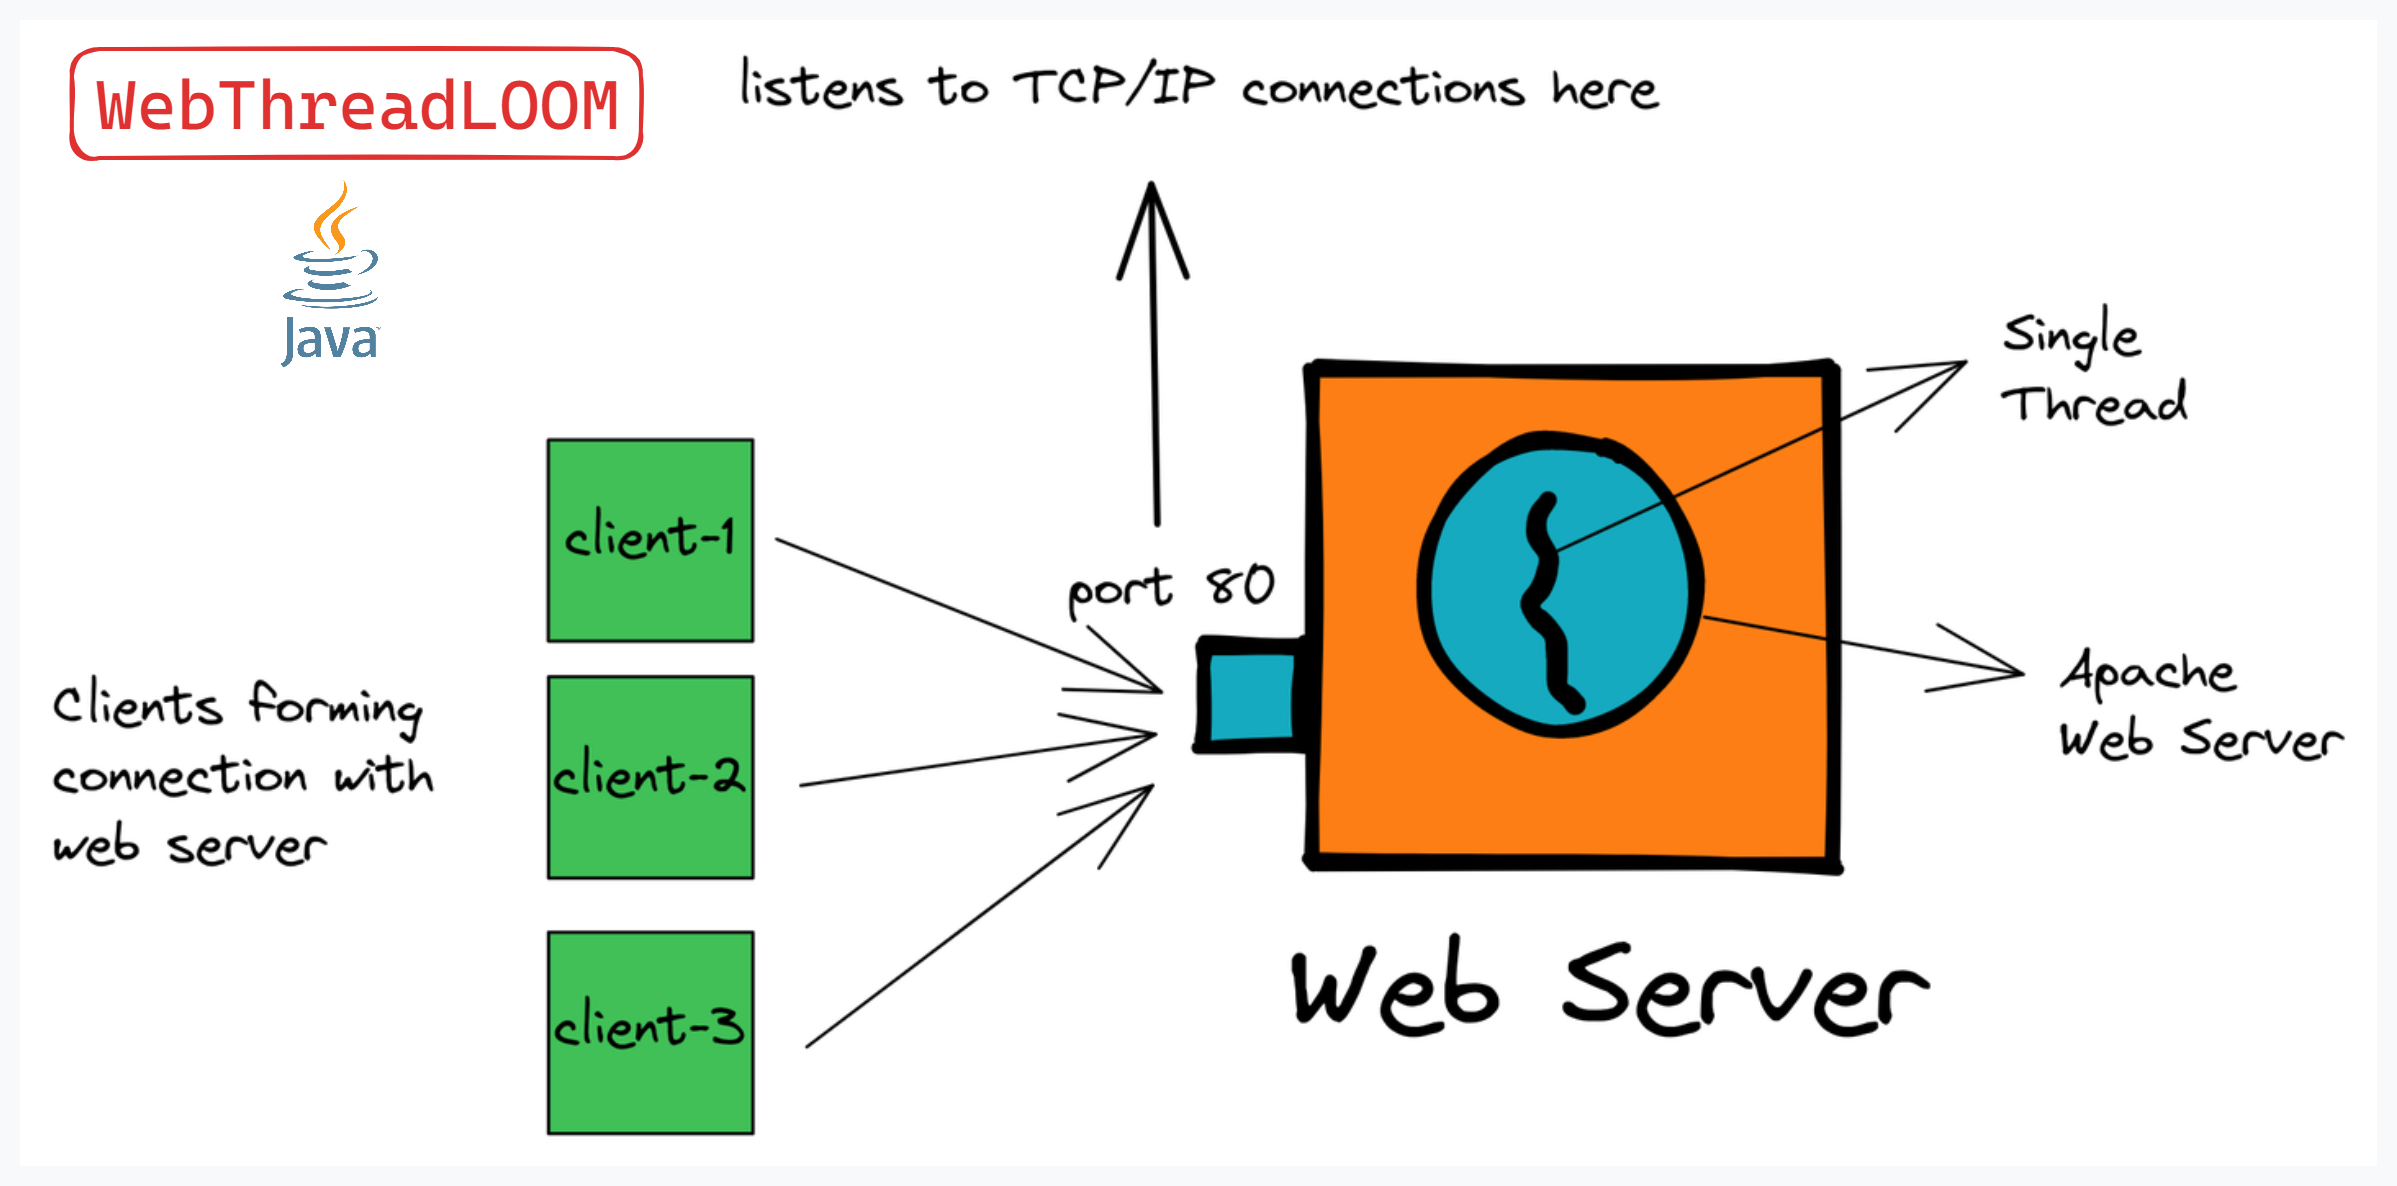 WebThreadLOOM
listens to TCP/IP connections here
Java
Single
Thread
client-1
port 80
Clients forming
connection with
web server
client-2
Apache
Web Server
client-3
Web Server